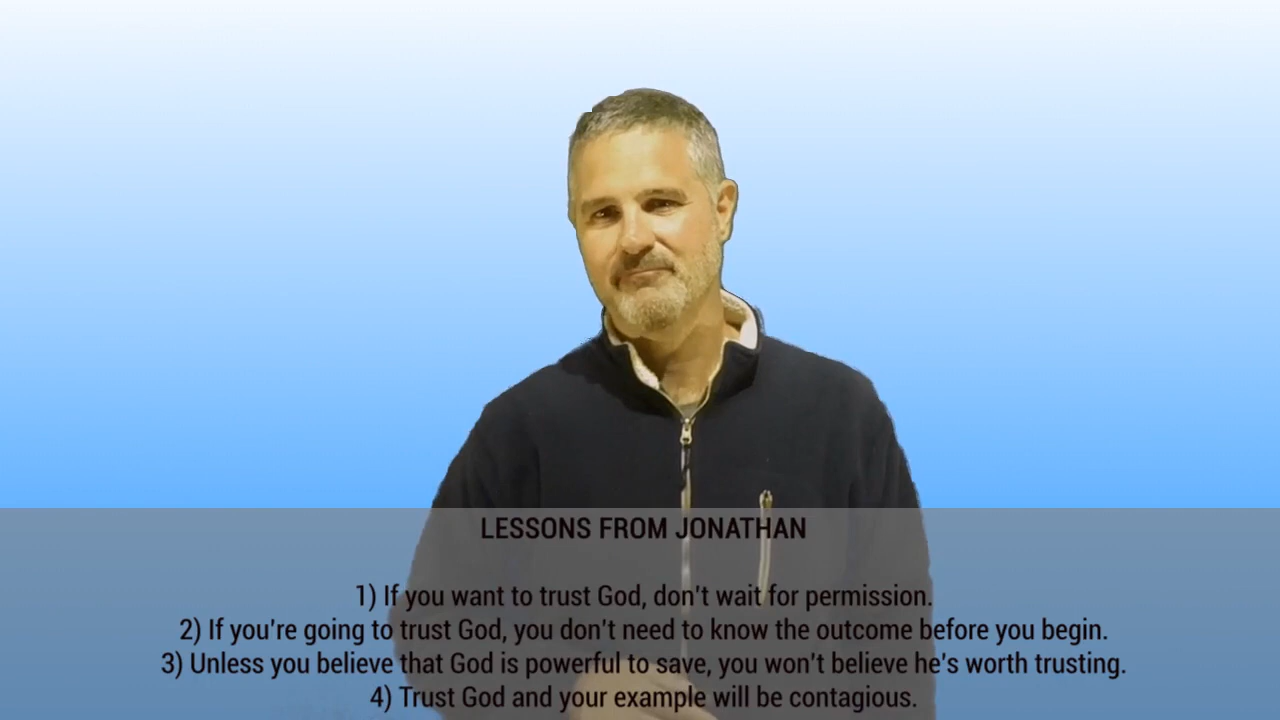 LESSONS FROM JONATHAN
1) If you want to trust God, don't wait for permission.
2) If you're going to trust God, you don't need to know the outcome before you begin.
3) Unless you believe that God is powerful to save, you won't believe he's worth trusting.
4) Trust God and your example will be contagious.